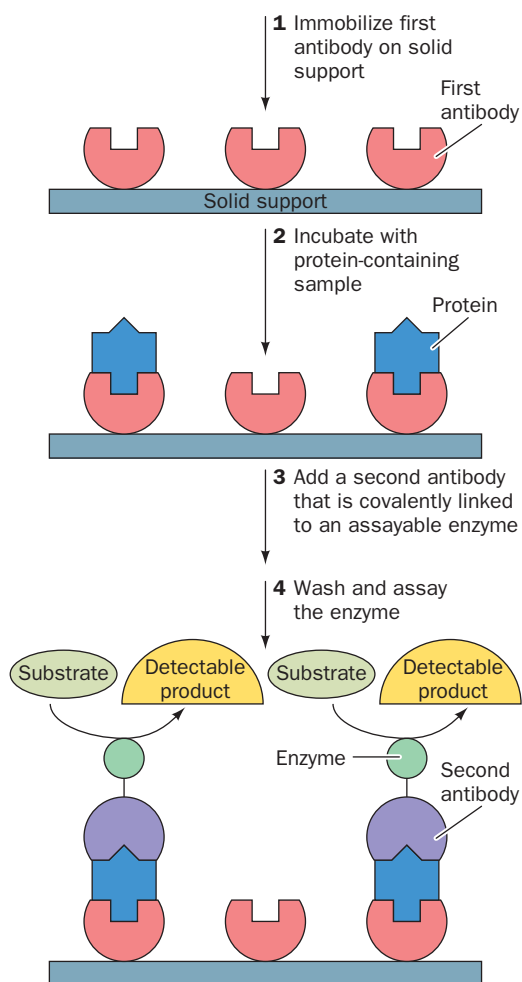 1 Immobilize first
antibody on solid
support
First
antibody
Solid support
2 Incubate with
protein-containing
sample
Protein
3 Add a second antibody
that is covalently linked
to an assayable enzyme
4 Wash and assay
the enzyme
Substrate
Detectable
product
Substrate
Detectable
product
Enzyme
Second
antibody